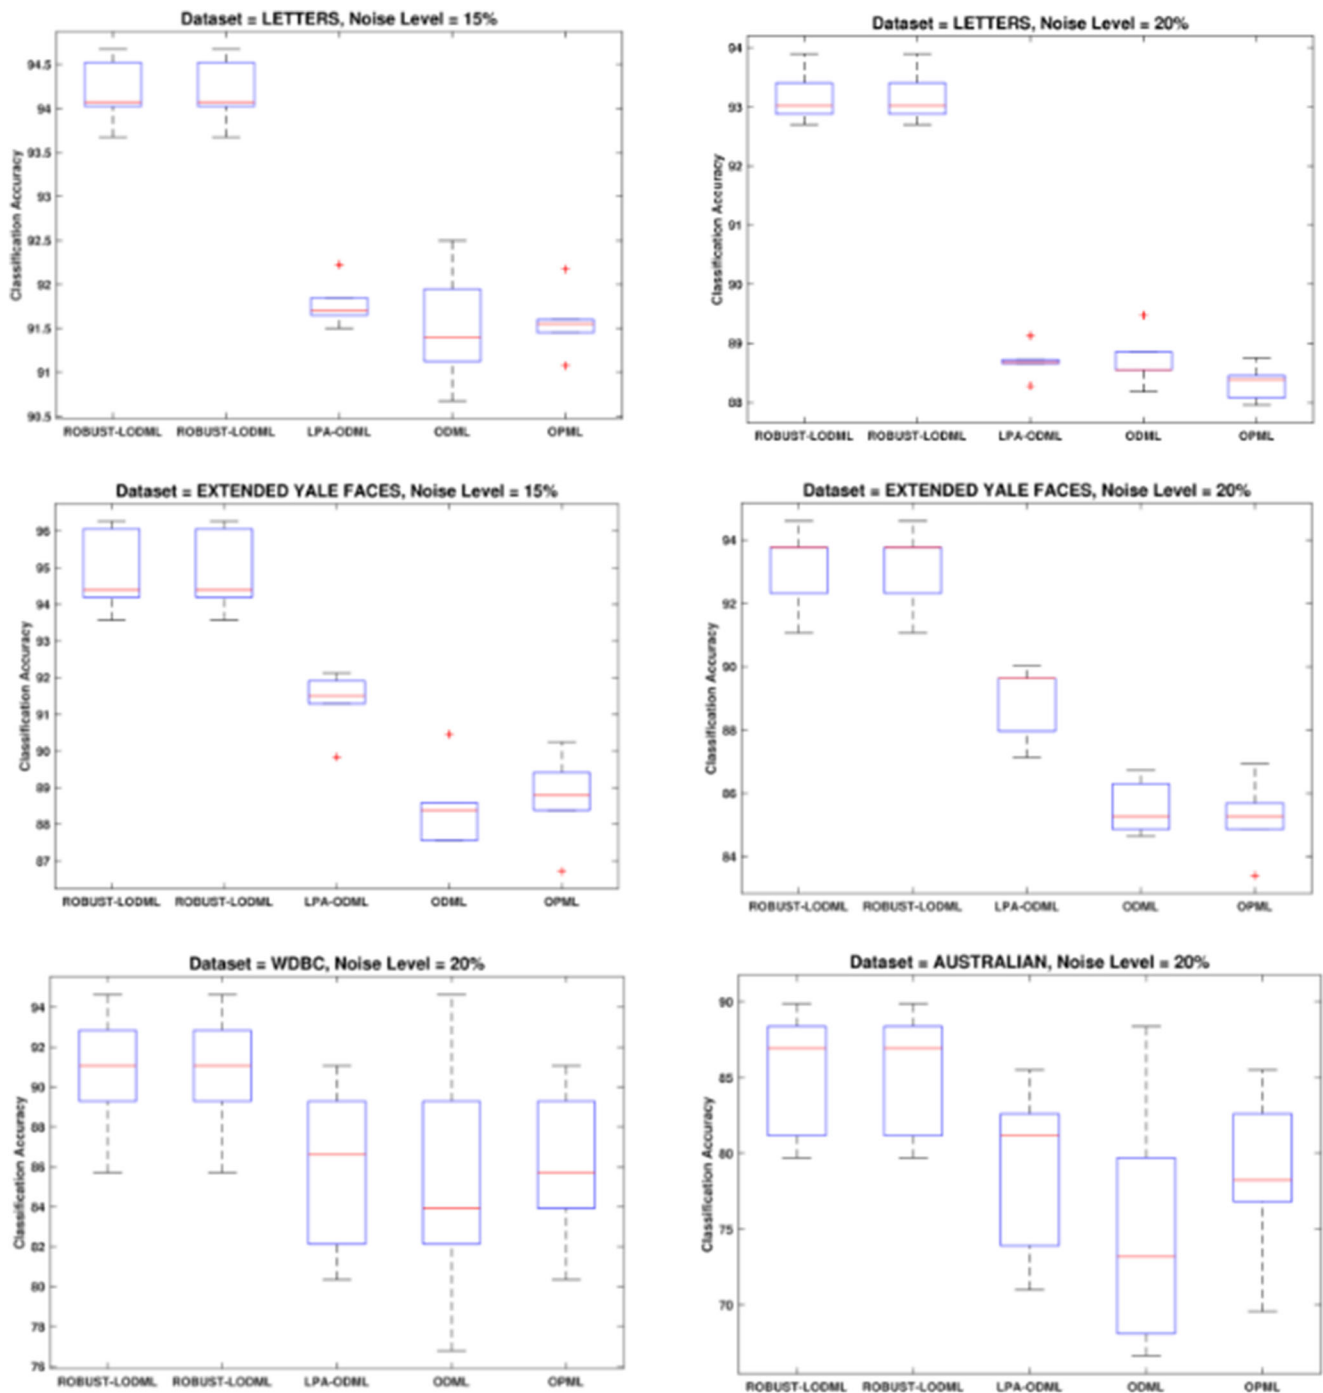 Dataset = LETTERS, Noise Level = 15%
Classification Accuracy
94.5
94
93.5
93
92.5
92
91.5
91
90.5
ROBUST-LODML ROBUST-LODML LPA-ODML ODML OPML
Dataset = LETTERS, Noise Level = 20%
Classification Accuracy
94
93
92
91
90
89
88
ROBUST-LODML ROBUST-LODML LPA-ODML ODML OPML
Dataset = EXTENDED YALE FACES, Noise Level = 15%
Classification Accuracy
96
95
94
93
92
91
90
89
88
87
ROBUST-LODML ROBUST-LODML LPA-ODML ODML OPML
Dataset = EXTENDED YALE FACES, Noise Level = 20%
Classification Accuracy
94
92
90
88
86
84
ROBUST-LODML ROBUST-LODML LPA-ODML ODML OPML
Dataset = WDBC, Noise Level = 20%
Classification Accuracy
94
92
90
88
86
84
82
80
78
76
ROBUST-LODML ROBUST-LODML LPA-ODML ODML OPML
Dataset = AUSTRALIAN, Noise Level = 20%
Classification Accuracy
90
85
80
75
70
ROBUST-LODML ROBUST-LODML LPA-ODML ODML OPML